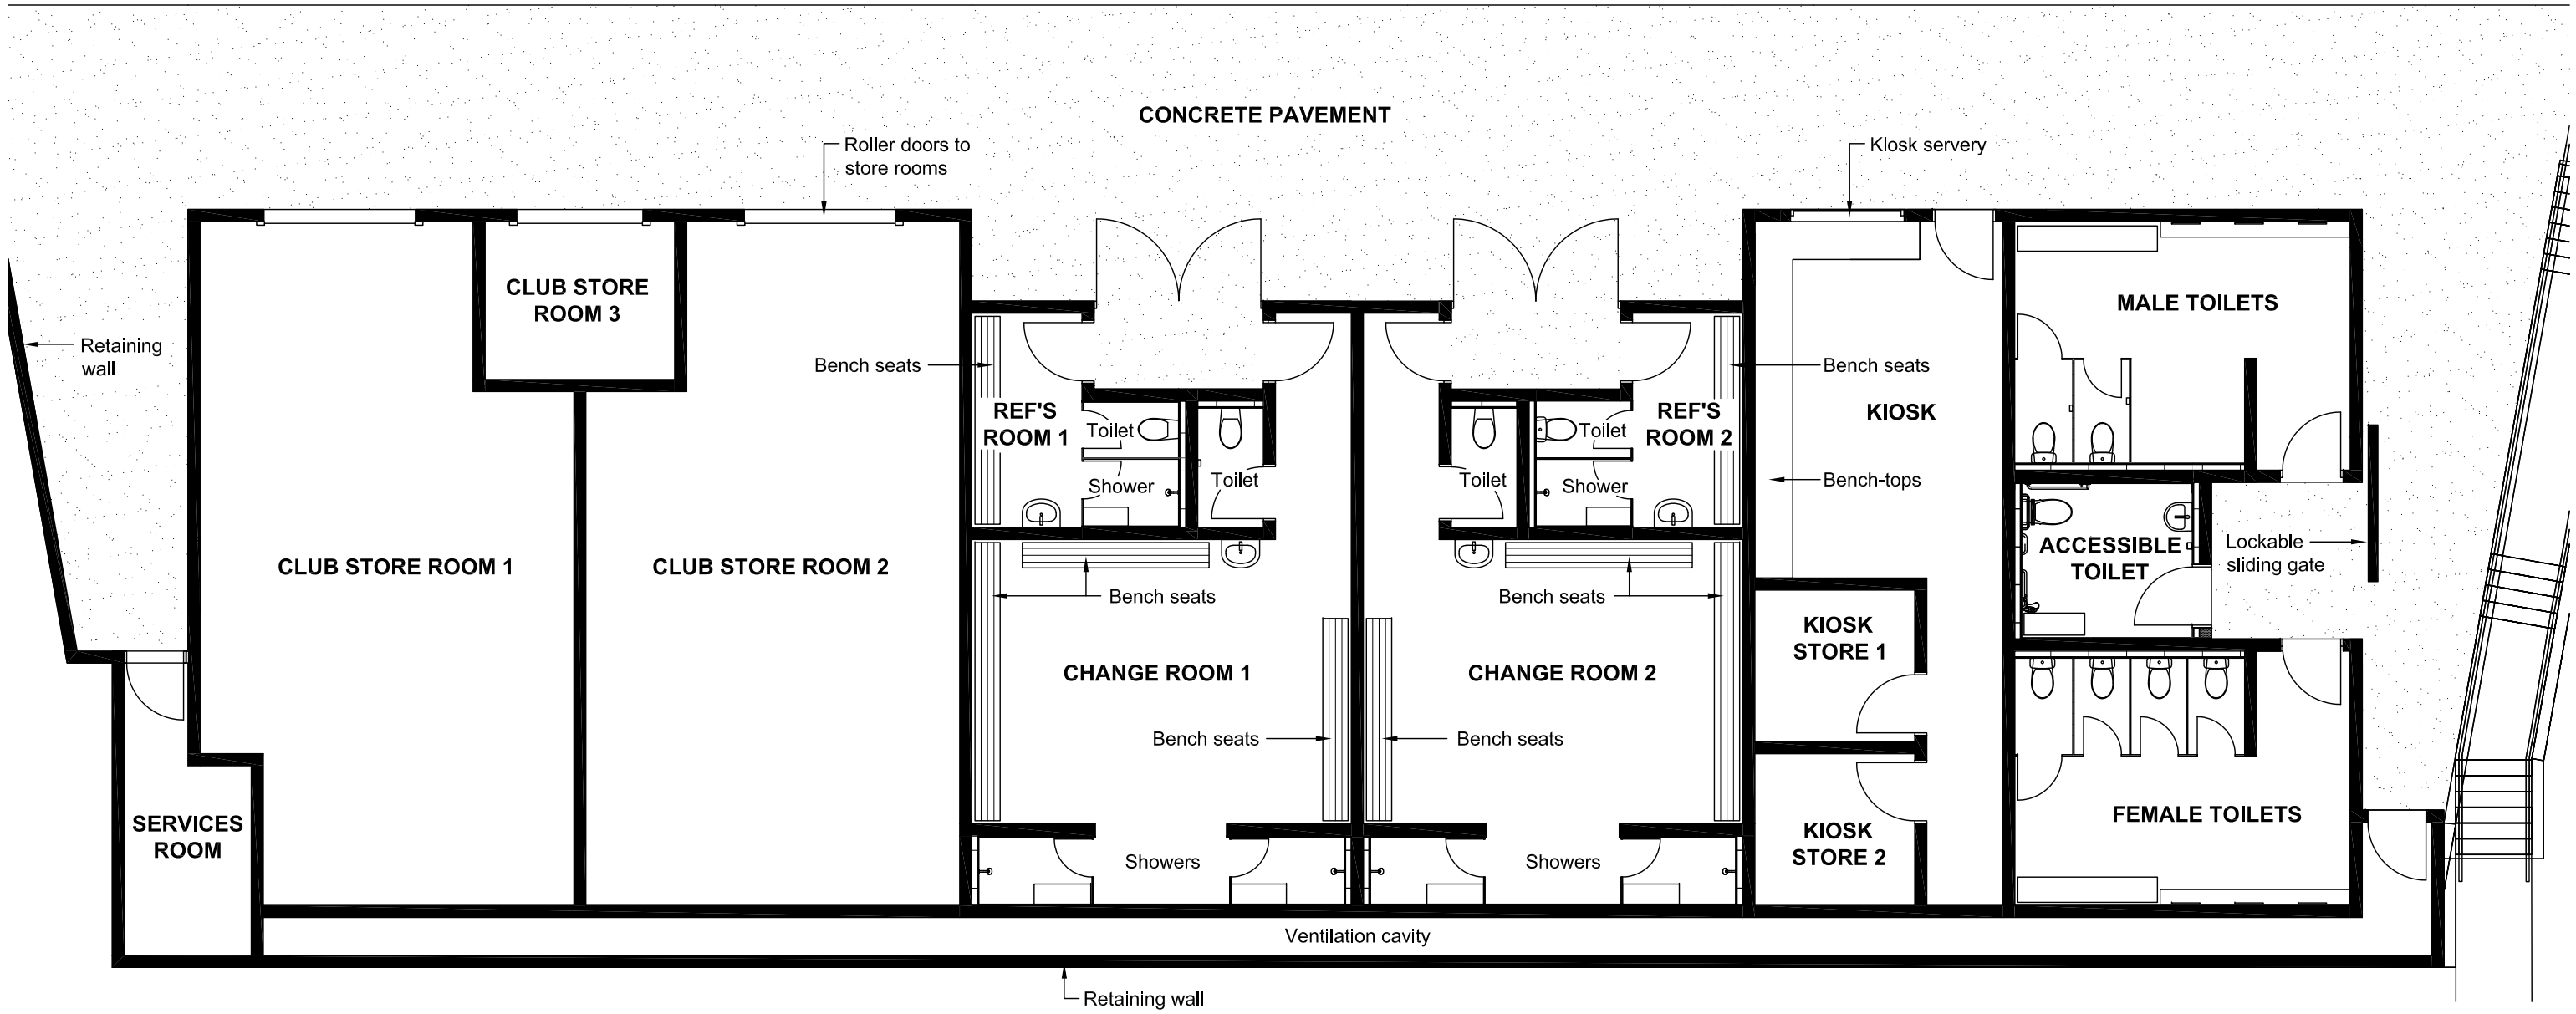 CONCRETE PAVEMENT
Roller doors to
store rooms
Kiosk servery
CLUB STORE
ROOM 3
MALE TOILETS
Retaining
wall
Bench seats
Bench seats
REF'S
ROOM 1
Toilet
Toilet
Shower
Toilet
Toilet
Shower
REF'S
ROOM 2
KIOSK
Bench-tops
CLUB STORE ROOM 1
CLUB STORE ROOM 2
ACCESSIBLE
TOILET
Lockable
sliding gate
Bench seats
Bench seats
KIOSK
STORE 1
CHANGE ROOM 1
CHANGE ROOM 2
Bench seats
Bench seats
SERVICES
ROOM
FEMALE TOILETS
KIOSK
STORE 2
Showers
Showers
Ventilation cavity
Retaining wall